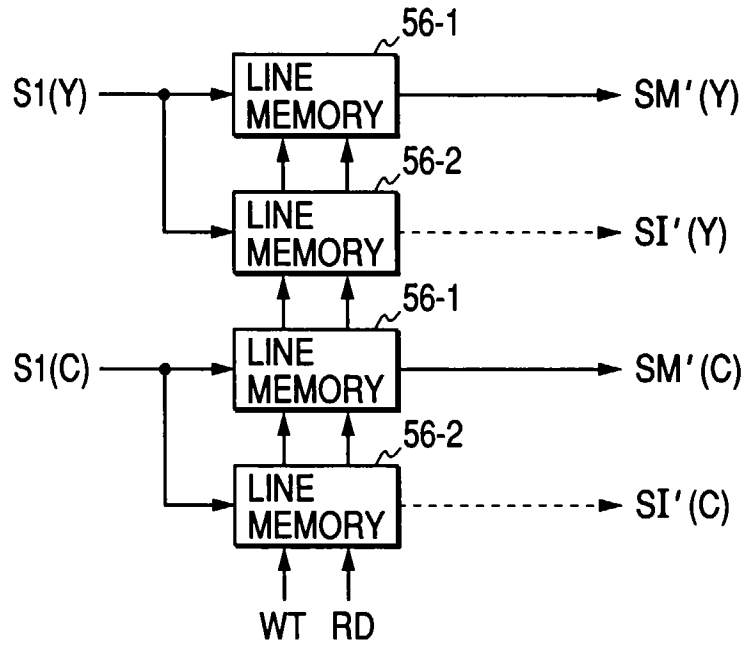 56-1
S1(Y)
LINE
MEMORY
SM′(Y)
56-2
LINE
MEMORY
SI′(Y)
56-1
S1(C)
LINE
MEMORY
SM′(C)
56-2
LINE
MEMORY
SI′(C)
WT RD